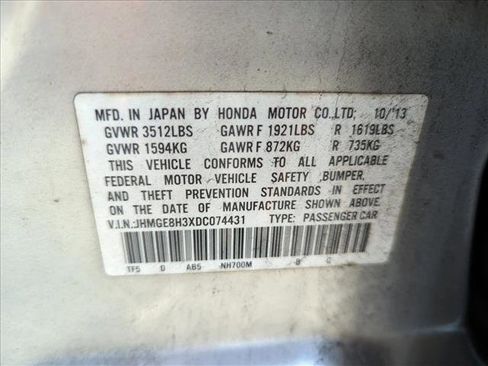 MFD. IN JAPAN BY HONDA MOTOR CO.,LTD. 10/'13
GVWR 3512LBS GAWR F 1921LBS R 1619LBS
GVWR 1594KG GAWR F 872KG R 735KG
THIS VEHICLE CONFORMS TO ALL APPLICABLE
FEDERAL MOTOR VEHICLE SAFETY ,BUMPER,
AND THEFT PREVENTION STANDARDS IN EFFECT
ON THE DATE OF MANUFACTURE SHOWN ABOVE.
V.I.N.:JHMGE8H3XDC074431 TYPE: PASSENGER CAR
TF5 D AB5 NH700M B C